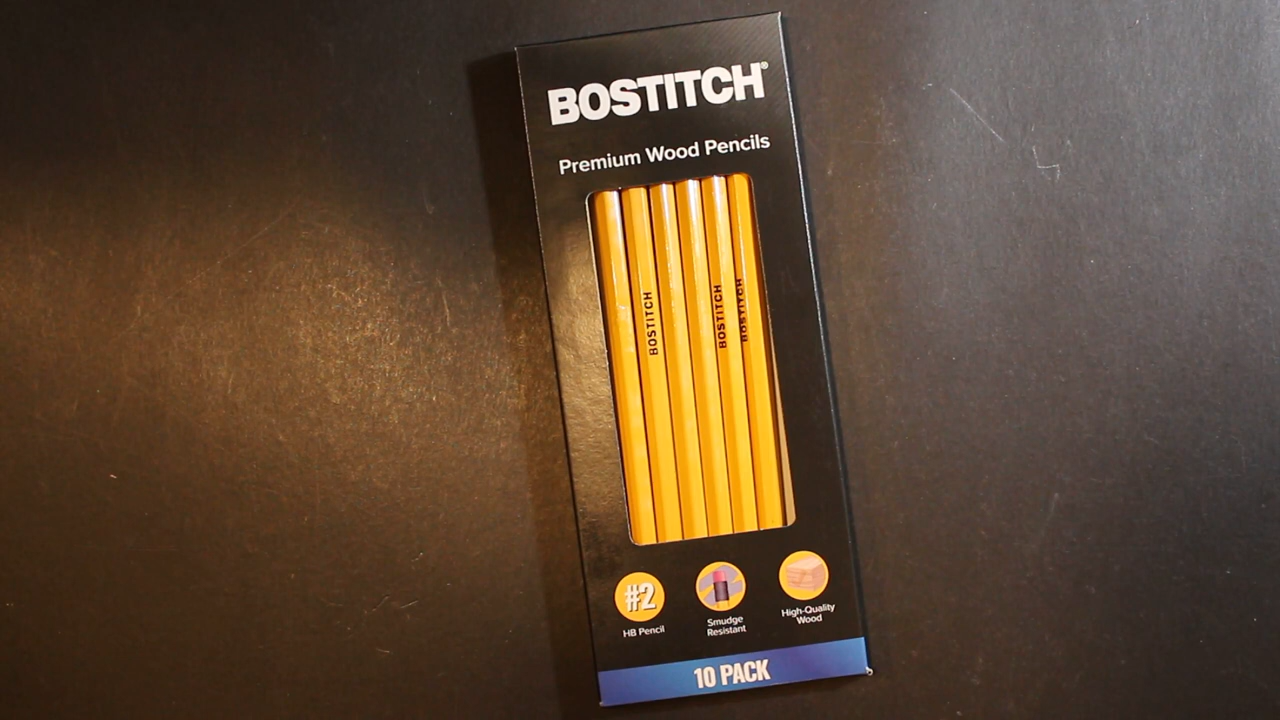 BOSTITCH®
Premium Wood Pencils
BOSTITCH
BOSTITCH
BOSTITCH
#2
HB Pencil
Smudge
Resistant
High-Quality
Wood
10 PACK